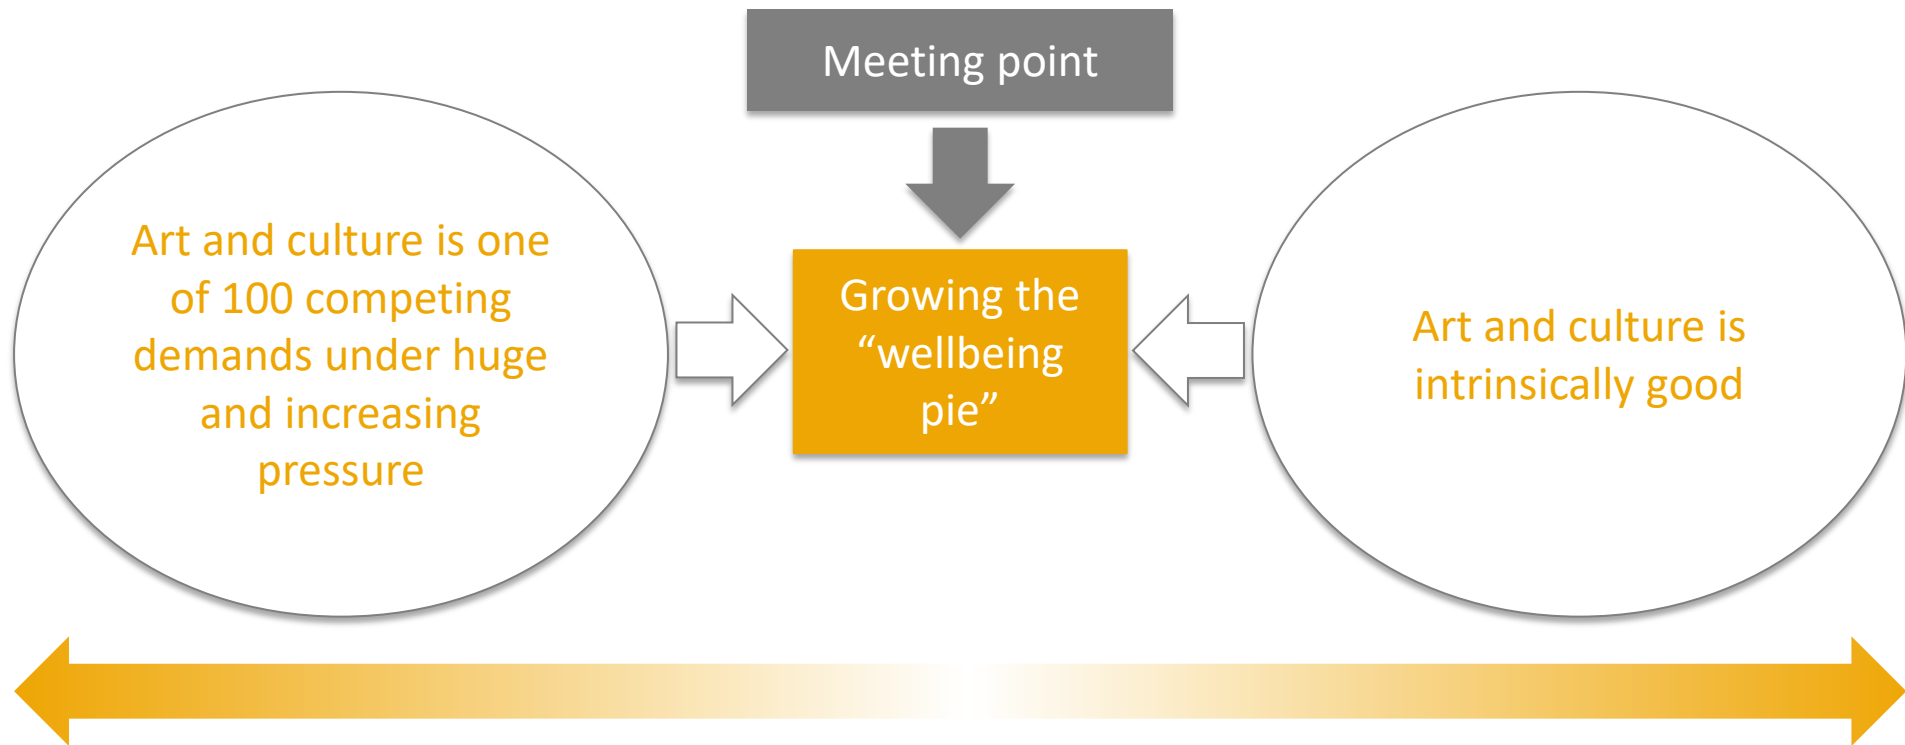 Meeting point
Art and culture is one
of 100 competing
demands under huge
and increasing
pressure
Growing the
“wellbeing
pie”
Art and culture is
intrinsically good